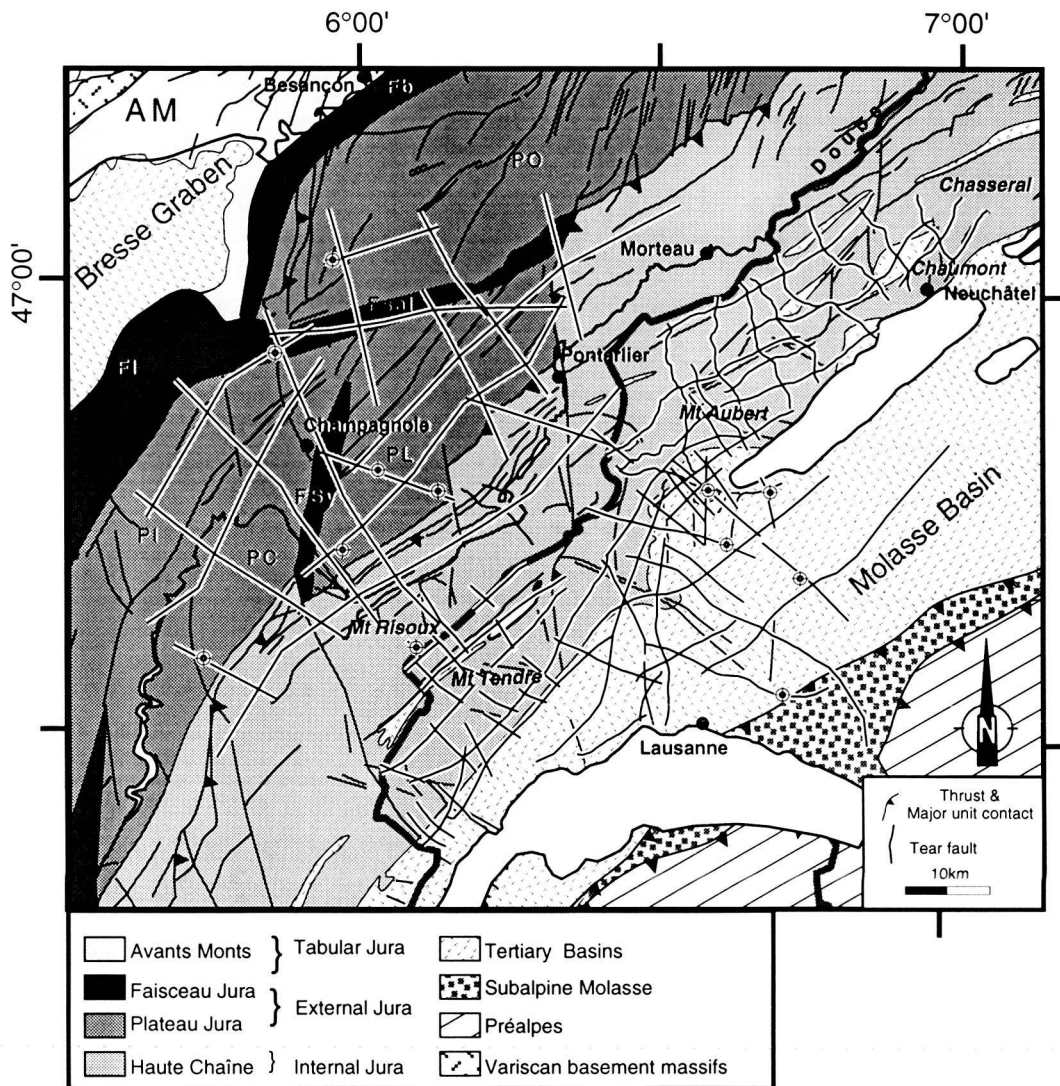 6°00'
7°00'
47°00'
Besançon
Fb
AM
PO
Doubs
Bresse Graben
Chasseral
Morteau
Chaumont
Neuchâtel
Fsal
Fl
Pontarlier
Mt Aubert
Champagnole
PL
FSy
Pl
PC
Molasse Basin
Mt Risoux
Mt Tendre
Lausanne
N
Thrust &
Major unit contact
Tear fault
10km
Avants Monts } Tabular Jura
Faisceau Jura
} External Jura
Plateau Jura
Haute Chaîne } Internal Jura
Tertiary Basins
Subalpine Molasse
Préalpes
Variscan basement massifs